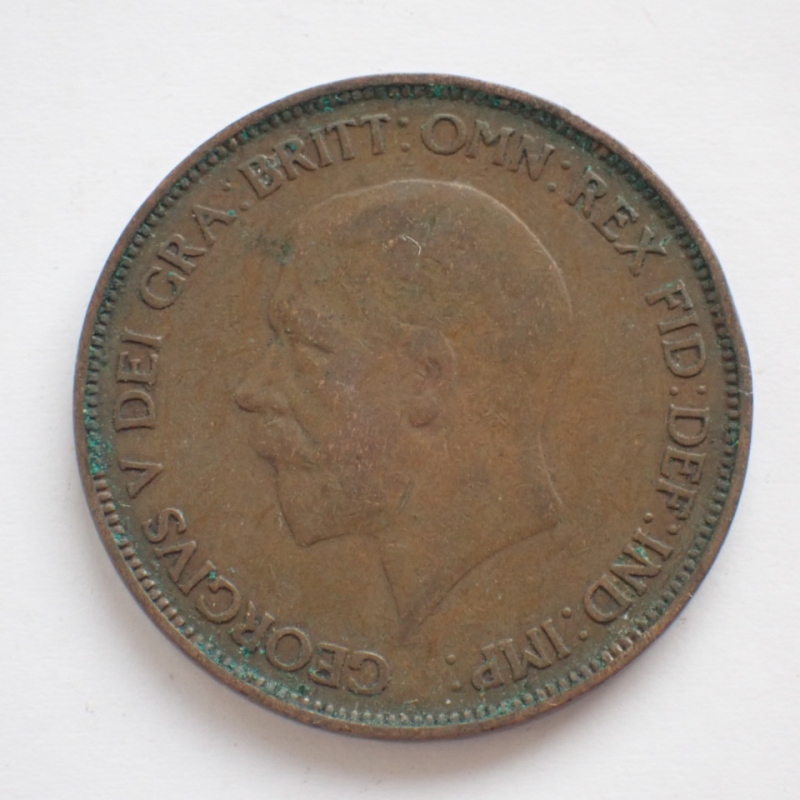 GEORGIVS V DEI GRA: BRITT: OMN: REX FID: DEF: IND: IMP: